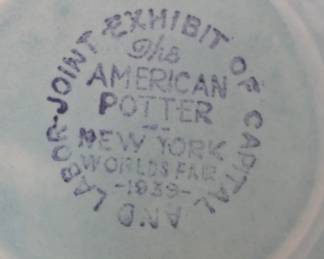 JOINT EXHIBIT OF CAPITAL AND LABOR-
The
AMERICAN
POTTER
NEW YORK
WORLDS FAIR
-1939-